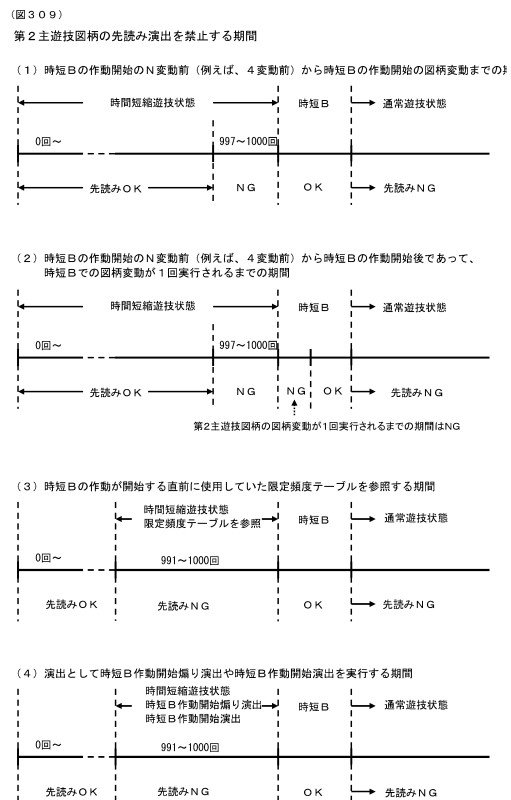 （図３０９）
第２主遊技図柄の先読み演出を禁止する期間
（１）時短Ｂの作動開始のＮ変動前（例えば、４変動前）から時短Ｂの作動開始の図柄変動までの
時間短縮遊技状態 時短Ｂ 通常遊技状態
0回～ 997～1000回
先読みＯＫ ＮＧ ＯＫ 先読みＮＧ
（２）時短Ｂの作動開始のＮ変動前（例えば、４変動前）から時短Ｂの作動開始後であって、
時短Ｂでの図柄変動が１回実行されるまでの期間
時間短縮遊技状態 時短Ｂ 通常遊技状態
0回～ 997～1000回
先読みＯＫ ＮＧ ＮＧ ＯＫ 先読みＮＧ
第2主遊技図柄の図柄変動が1回実行されるまでの期間はNG
（３）時短Ｂの作動が開始する直前に使用していた限定頻度テーブルを参照する期間
時間短縮遊技状態
限定頻度テーブルを参照 時短Ｂ 通常遊技状態
0回～ 991～1000回
先読みＯＫ 先読みＮＧ ＯＫ 先読みＮＧ
（４）演出として時短Ｂ作動開始煽り演出や時短Ｂ作動開始演出を実行する期間
時間短縮遊技状態
時短Ｂ作動開始煽り演出 時短Ｂ 通常遊技状態
時短Ｂ作動開始演出
0回～ 991～1000回
先読みＯＫ 先読みＮＧ ＯＫ 先読みＮＧ